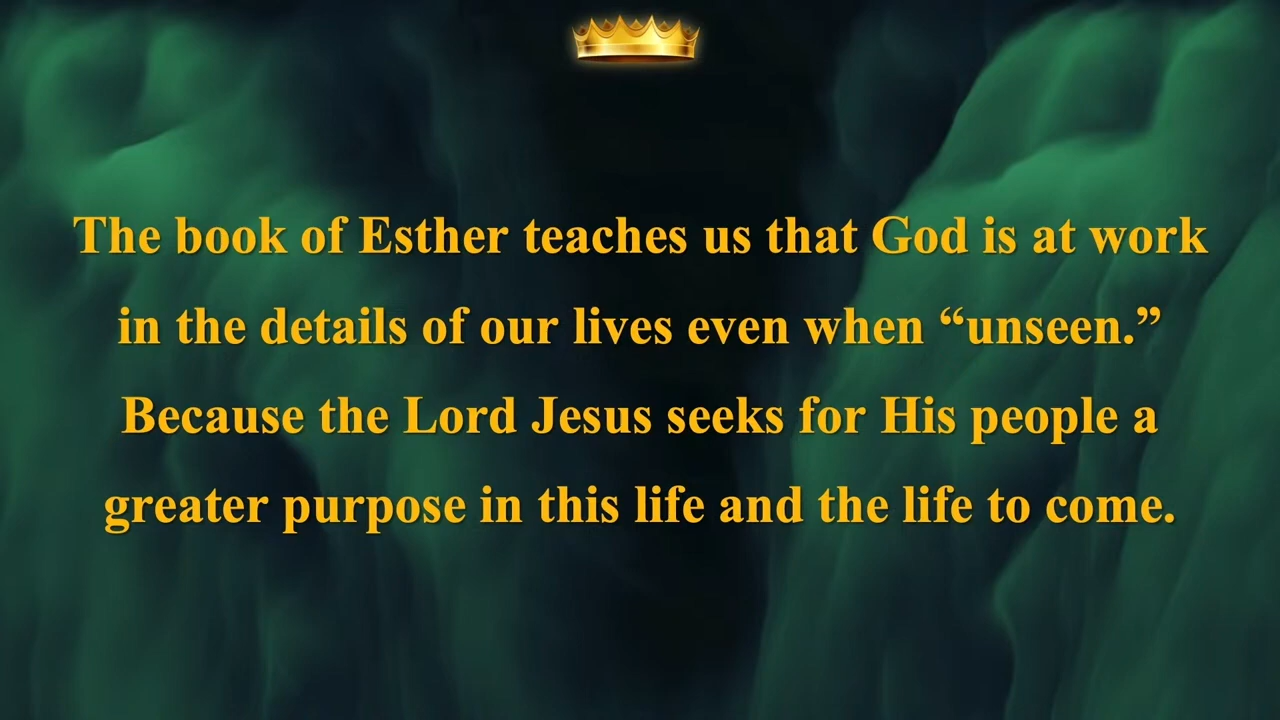 The book of Esther teaches us that God is at work
in the details of our lives even when “unseen.”
Because the Lord Jesus seeks for His people a
greater purpose in this life and the life to come.